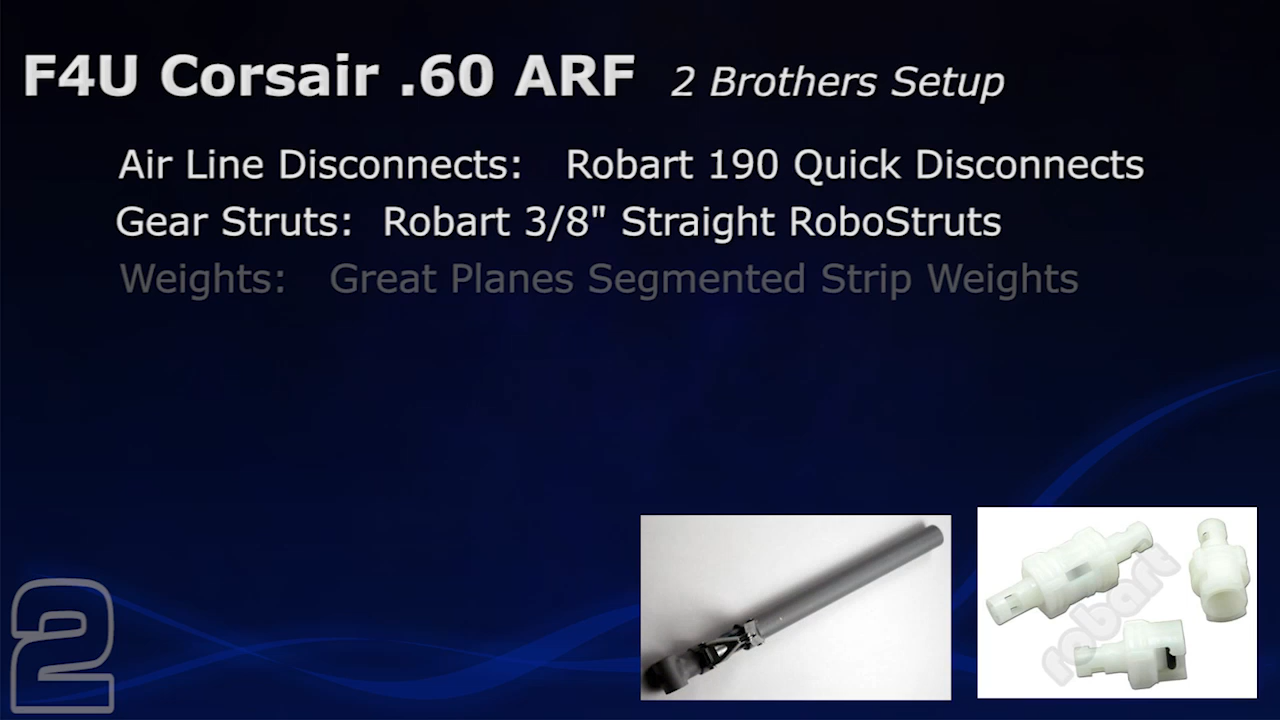 F4U Corsair .60 ARF 2 Brothers Setup
Air Line Disconnects: Robart 190 Quick Disconnects
Gear Struts: Robart 3/8" Straight RoboStruts
Weights: Great Planes Segmented Strip Weights
robart
2